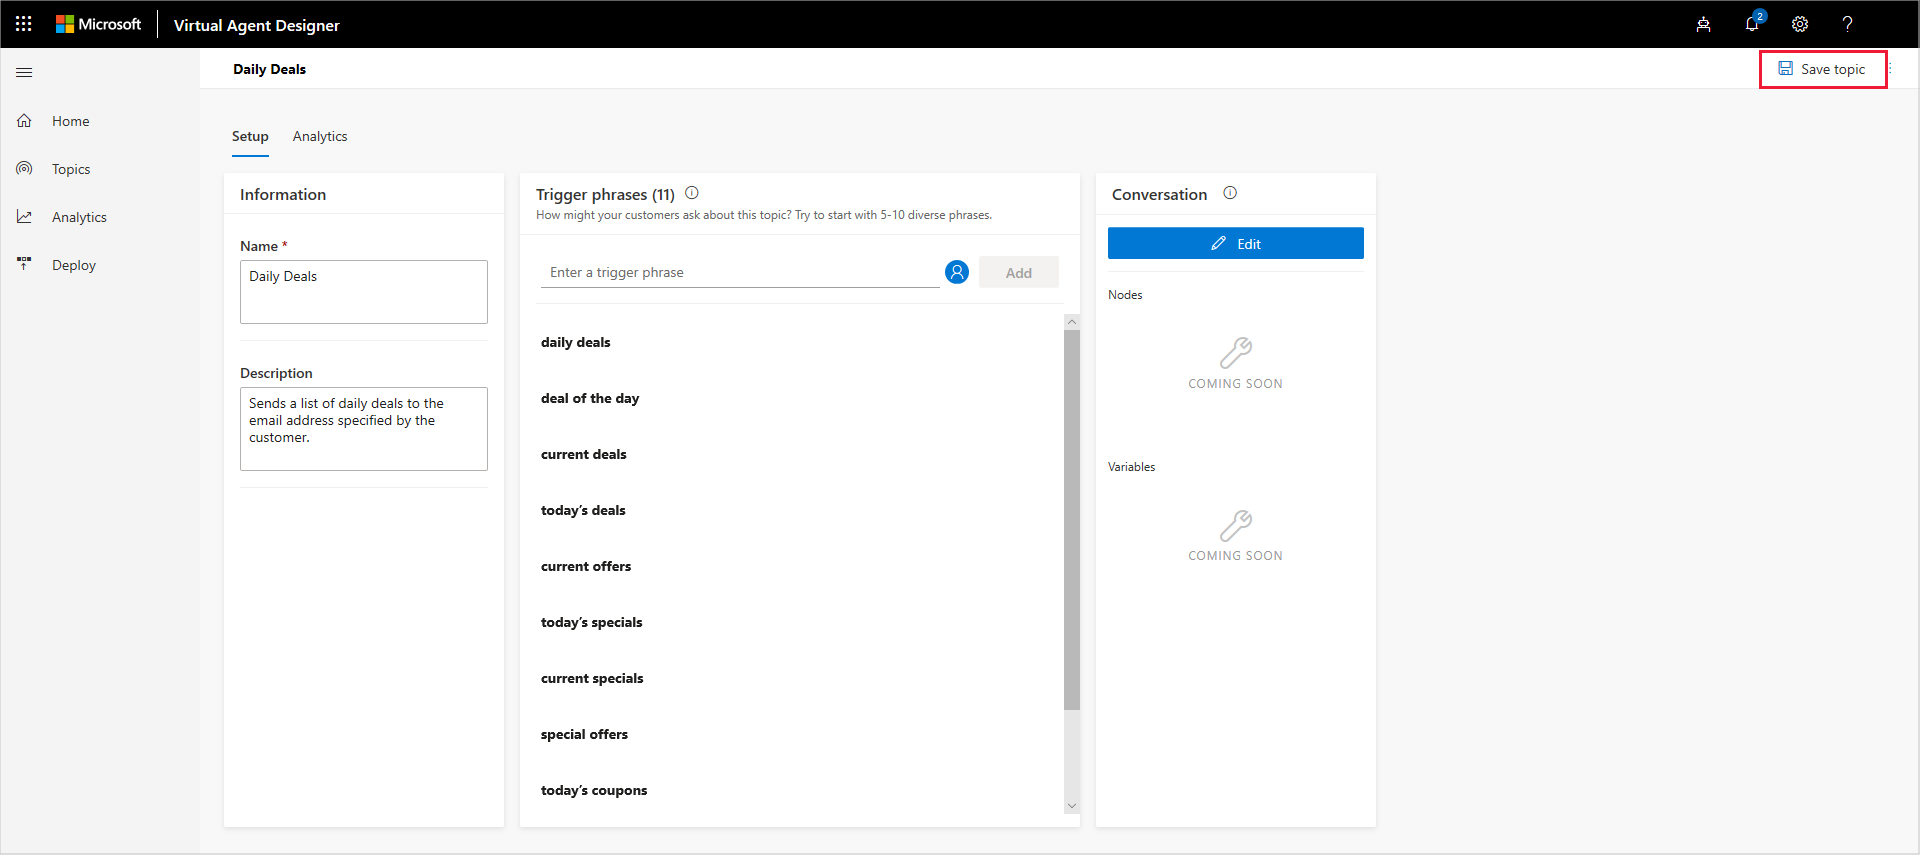 Microsoft
Virtual Agent Designer
2
?
Daily Deals
Save topic
Home
Topics
Analytics
Deploy
Setup
Analytics
Information
Name *
Daily Deals
Description
Sends a list of daily deals to the
email address specified by the
customer.
Trigger phrases (11)
How might your customers ask about this topic? Try to start with 5-10 diverse phrases.
Enter a trigger phrase
Add
daily deals
deal of the day
current deals
today’s deals
current offers
today’s specials
current specials
special offers
today’s coupons
Conversation
Edit
Nodes
COMING SOON
Variables
COMING SOON